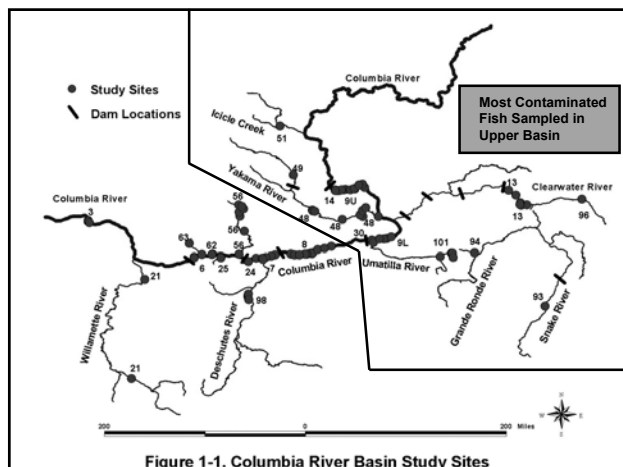 Columbia River
Study Sites
Dam Locations
Most Contaminated
Fish Sampled in
Upper Basin
Icicle Creek
51
Yakama River
49
14
9U
13
Clearwater River
13
96
Columbia River
3
56
56
48
48
48
63
62
56
30
9L
6
25
24
7
8
Columbia River
Umatilla River
101
94
21
98
93
Willamette River
Deschutes River
Grande Ronde River
Snake River
21
N
W
E
S
200
0
200
Miles
Figure 1-1. Columbia River Basin Study Sites